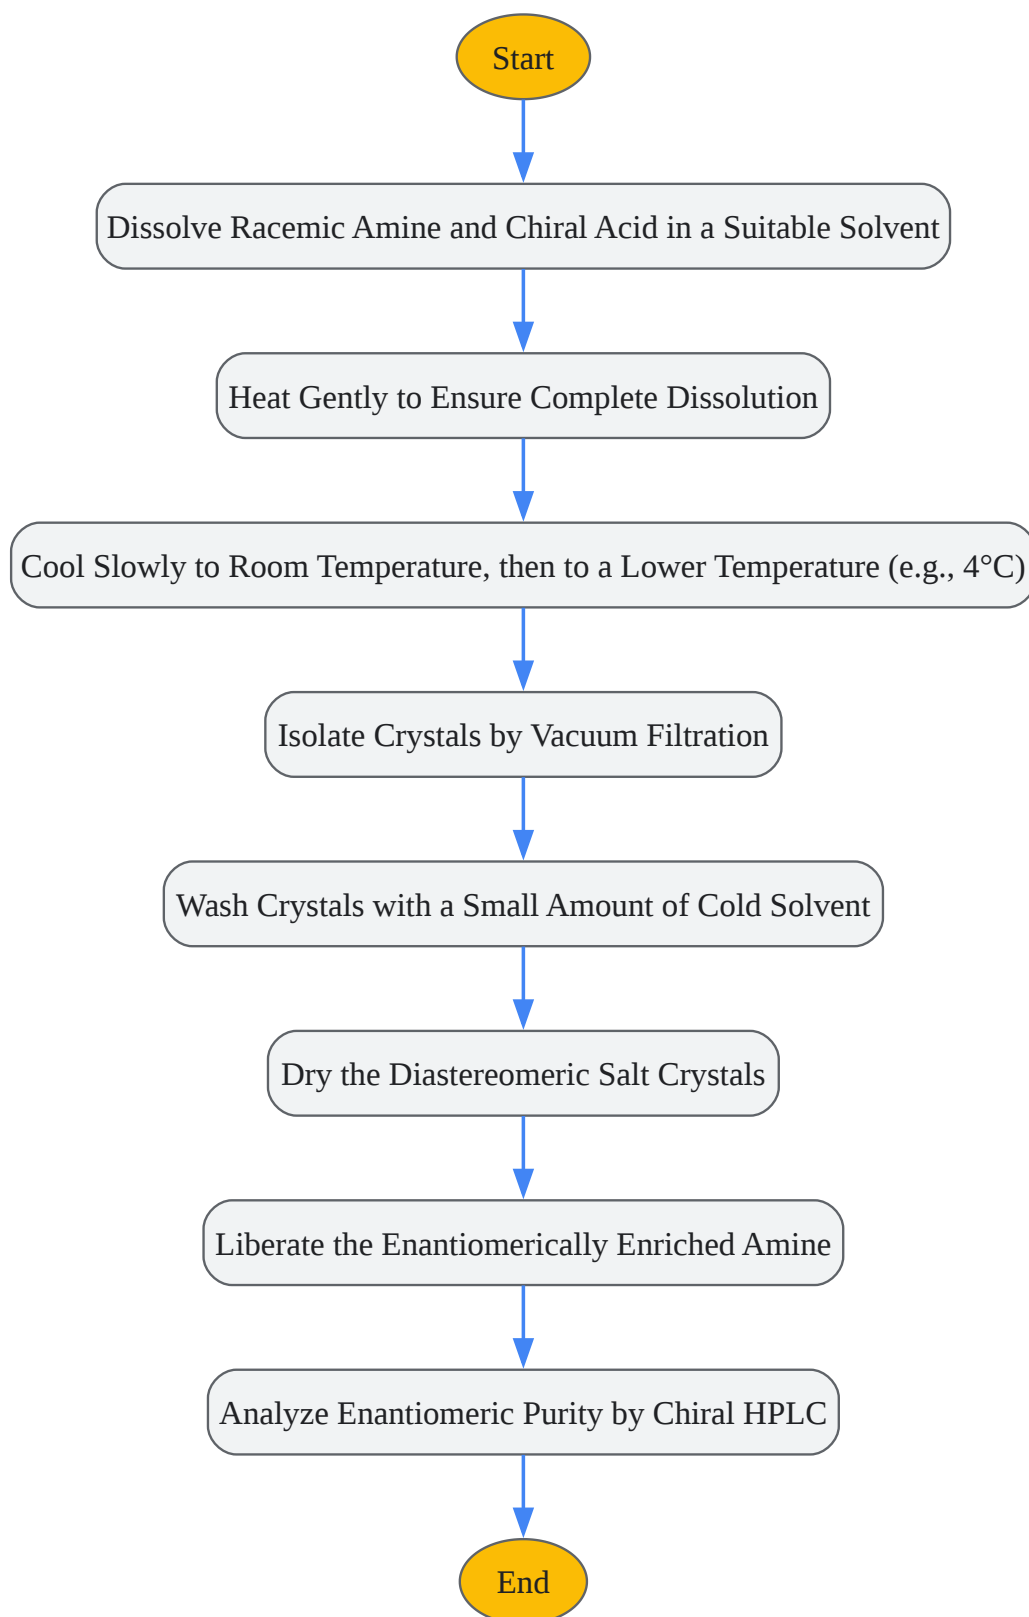 Start
Dissolve Racemic Amine and Chiral Acid in a Suitable Solvent
Heat Gently to Ensure Complete Dissolution
Cool Slowly to Room Temperature, then to a Lower Temperature (e.g., 4°C)
Isolate Crystals by Vacuum Filtration
Wash Crystals with a Small Amount of Cold Solvent
Dry the Diastereomeric Salt Crystals
Liberate the Enantiomerically Enriched Amine
Analyze Enantiomeric Purity by Chiral HPLC
End